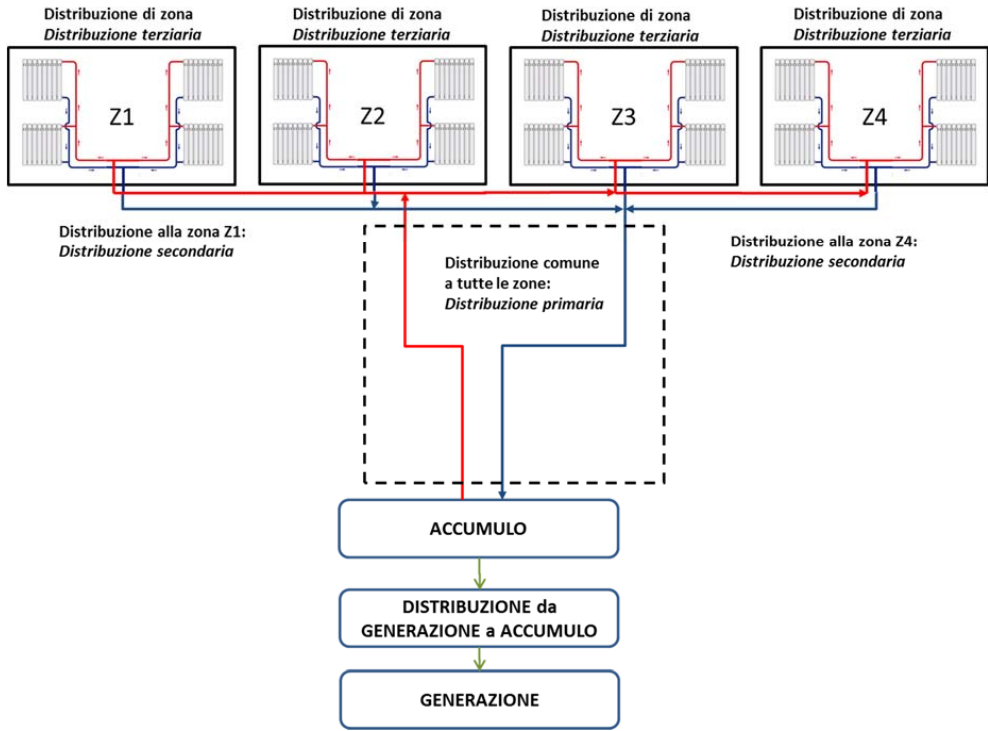 Distribuzione di zona
Distribuzione terziaria
Distribuzione di zona
Distribuzione terziaria
Distribuzione di zona
Distribuzione terziaria
Distribuzione di zona
Distribuzione terziaria
Z1
Z2
Z3
Z4
Distribuzione alla zona Z1:
Distribuzione secondaria
Distribuzione comune
a tutte le zone:
Distribuzione primaria
Distribuzione alla zona Z4:
Distribuzione secondaria
ACCUMULO
DISTRIBUZIONE da
GENERAZIONE a ACCUMULO
GENERAZIONE